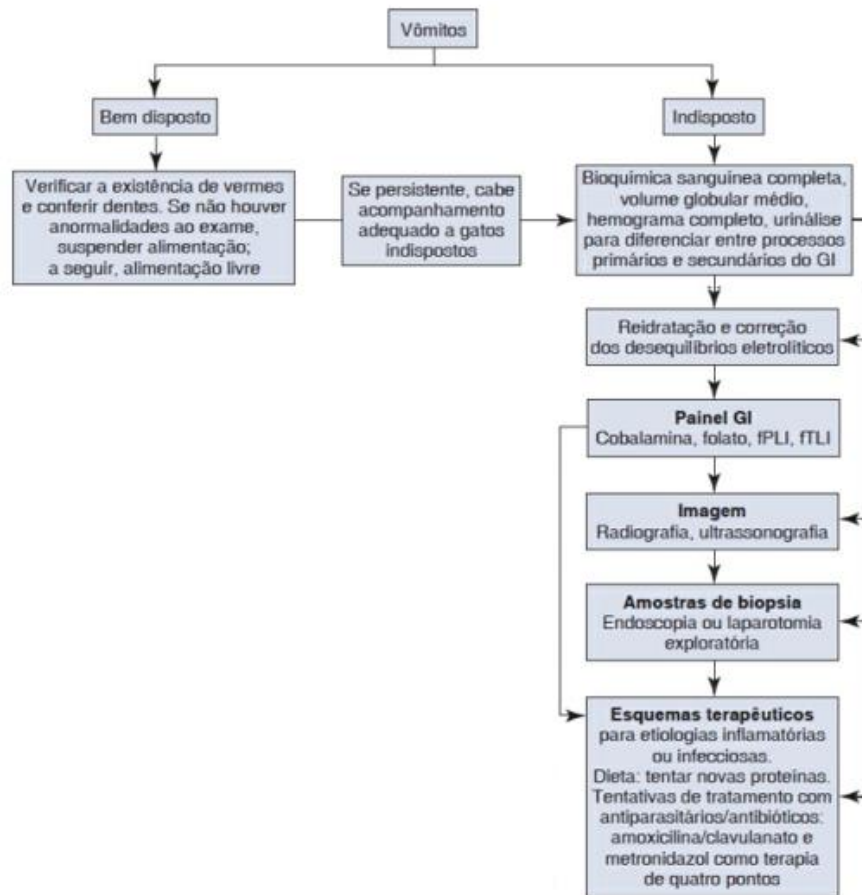 Vômitos
Bem disposto
Indisposto
Verificar a existência de vermes
e conferir dentes. Se não houver
anormalidades ao exame,
suspender alimentação;
a seguir, alimentação livre
Se persistente, cabe
acompanhamento
adequado a gatos
indispostos
Bioquímica sanguínea completa,
volume globular médio,
hemograma completo, urinálise
para diferenciar entre processos
primários e secundários do GI
Reidratação e correção
dos desequilíbrios eletrolíticos
Painel GI
Cobalamina, folato, fPLI, fTLI
Imagem
Radiografia, ultrassonografia
Amostras de biopsia
Endoscopia ou laparotomia
exploratória
Esquemas terapêuticos
para etiologias inflamatórias
ou infecciosas.
Dieta: tentar novas proteínas.
Tentativas de tratamento com
antiparasitários/antibióticos:
amoxicilina/clavulanato e
metronidazol como terapia
de quatro pontos